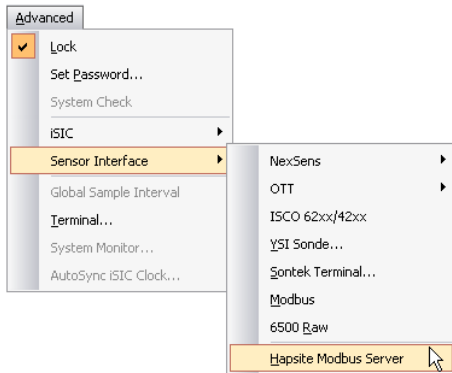 Advanced
Lock
Set Password...
System Check
iSIC
Sensor Interface
Global Sample Interval
Terminal...
System Monitor...
AutoSync iSIC Clock...
NexSens
OTT
ISCO 62xx/42xx
YSI Sonde...
Sontek Terminal...
Modbus
6500 Raw
Hapsite Modbus Server